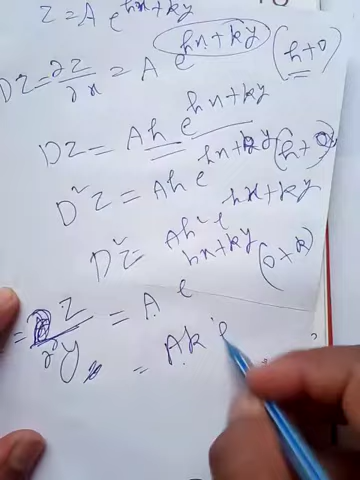 Z = A e^{hx+ky}
DZ = ∂Z/∂x = A e^{hx+ky} (h+0)
DZ = Ah e^{hx+ky}
D²Z = Ah e^{hx+ky} (h+0)
D²Z = Ah² e^{hx+ky}
= ∂Z/∂y = A e^{hx+ky} (0+k)
= Ak e